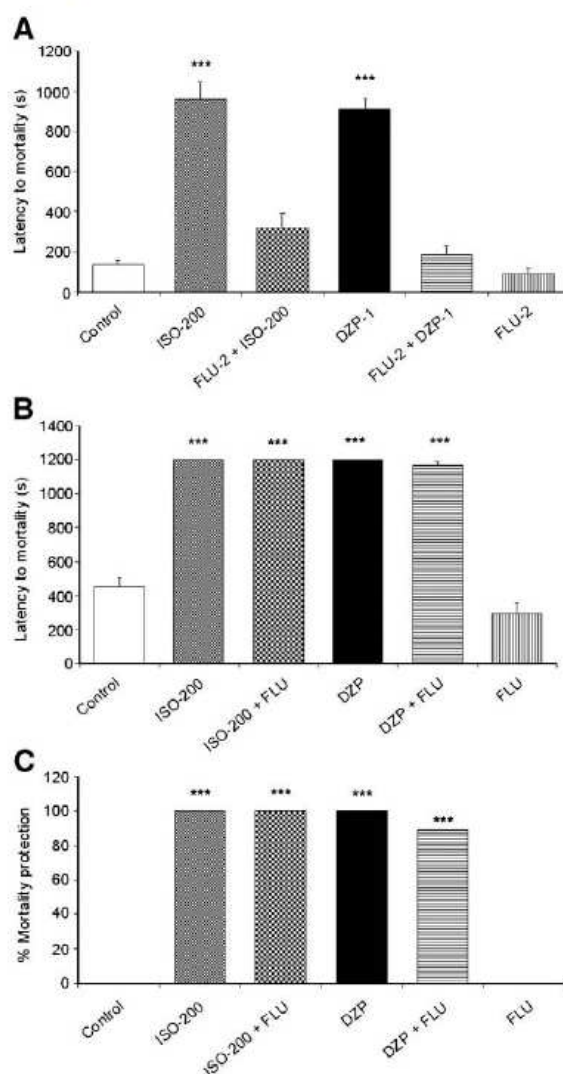 A
Latency to mortality (s)
1200
1000
800
600
400
200
0
***
***
Control
ISO-200
FLU-2 + ISO-200
DZP-1
FLU-2 + DZP-1
FLU-2
B
Latency to mortality (s)
1400
1200
1000
800
600
400
200
0
***
***
***
***
Control
ISO-200
ISO-200 + FLU
DZP
DZP + FLU
FLU
C
% Mortality protection
120
100
80
60
40
20
0
***
***
***
***
Control
ISO-200
ISO-200 + FLU
DZP
DZP + FLU
FLU